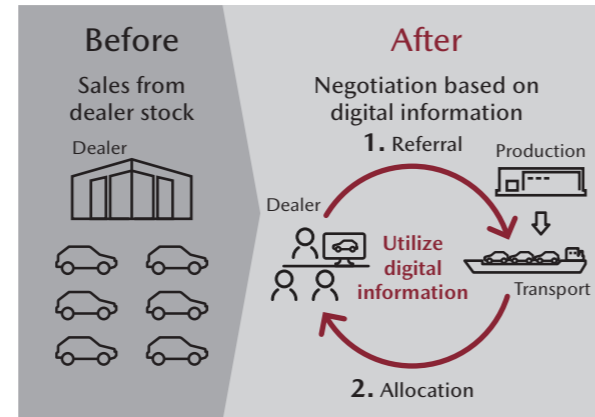 Before
Sales from
dealer stock
Dealer
After
Negotiation based on
digital information
1. Referral
Production
Dealer
Utilize
digital
information
Transport
2. Allocation